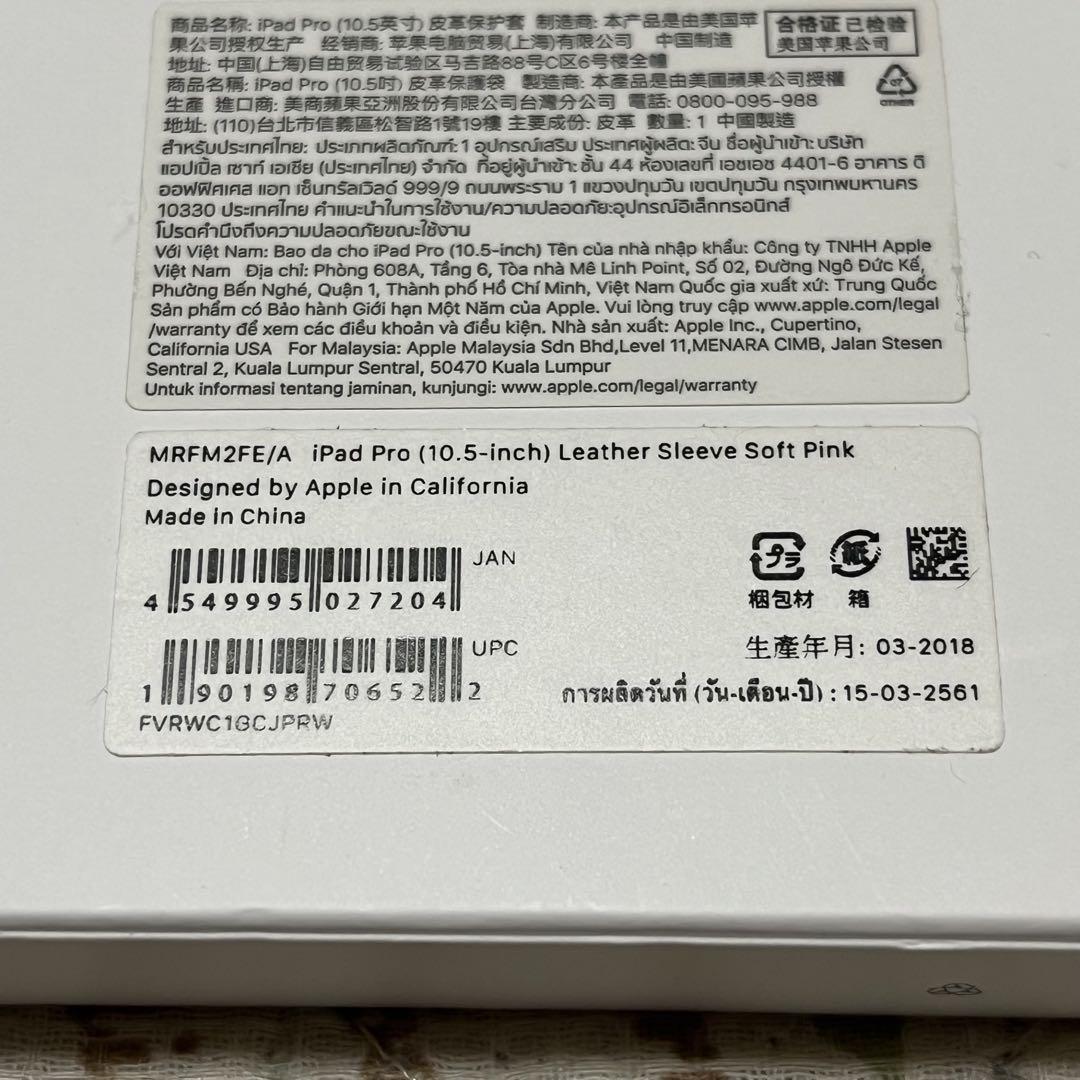 商品名称: iPad Pro (10.5英寸) 皮革保护套 制造商: 本产品是由美国苹
果公司授权生产 经销商: 苹果电脑贸易(上海)有限公司 中国制造
地址: 中国(上海)自由贸易试验区马吉路88号C区6号楼全幢
合格证 已检验
美国苹果公司
商品名稱: iPad Pro (10.5吋) 皮革保護袋 製造商: 本產品是由美國蘋果公司授權
生產 進口商: 美商蘋果亞洲股份有限公司台灣分公司 電話: 0800-095-988
地址: (110)台北市信義區松智路1號19樓 主要成份: 皮革 數量: 1 中國製造
07
OTHER
สำหรับประเทศไทย: ประเภทผลิตภัณฑ์: 1 อุปกรณ์เสริม ประเทศผู้ผลิต: จีน ชื่อผู้นำเข้า: บริษัท
แอปเปิ้ล เซาท์ เอเชีย (ประเทศไทย) จำกัด ที่อยู่ผู้นำเข้า: ชั้น 44 ห้องเลขที่ เอชเอช 4401-6 อาคาร ดิ
ออฟฟิศเศส แอท เซ็นทรัลเวิลด์ 999/9 ถนนพระราม 1 แขวงปทุมวัน เขตปทุมวัน กรุงเทพมหานคร
10330 ประเทศไทย คำแนะนำในการใช้งาน/ความปลอดภัย:อุปกรณ์อิเล็กทรอนิกส์
โปรดคำนึงถึงความปลอดภัยขณะใช้งาน
Với Việt Nam: Bao da cho iPad Pro (10.5-inch) Tên của nhà nhập khẩu: Công ty TNHH Apple
Việt Nam Địa chỉ: Phòng 608A, Tầng 6, Tòa nhà Mê Linh Point, Số 02, Đường Ngô Đức Kế,
Phường Bến Nghé, Quận 1, Thành phố Hồ Chí Minh, Việt Nam Quốc gia xuất xứ: Trung Quốc
Sản phẩm có Bảo hành Giới hạn Một Năm của Apple. Vui lòng truy cập www.apple.com/legal
/warranty để xem các điều khoản và điều kiện. Nhà sản xuất: Apple Inc., Cupertino,
California USA For Malaysia: Apple Malaysia Sdn Bhd,Level 11,MENARA CIMB, Jalan Stesen
Sentral 2, Kuala Lumpur Sentral, 50470 Kuala Lumpur
Untuk informasi tentang jaminan, kunjungi: www.apple.com/legal/warranty
MRFM2FE/A iPad Pro (10.5-inch) Leather Sleeve Soft Pink
Designed by Apple in California
Made in China
JAN
4 549995 027204
プラ
梱包材
紙
箱
UPC
1 90198 70652 2
FVRWC1GCJPRW
生產年月: 03-2018
การผลิตวันที่ (วัน-เดือน-ปี) : 15-03-2561